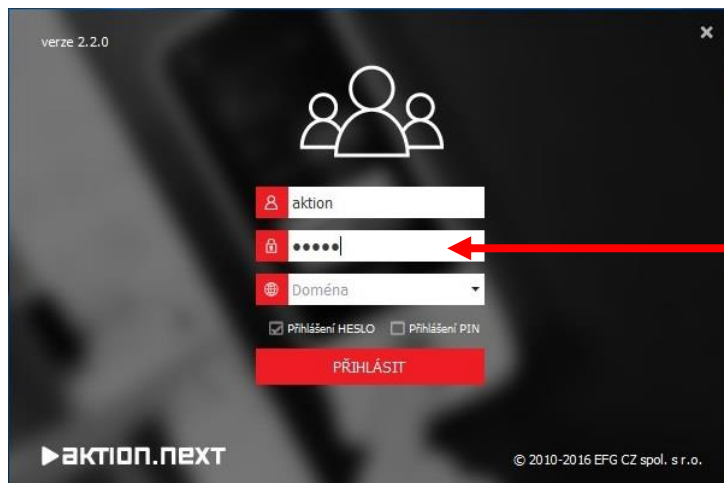 verze 2.2.0
aktion
Doména
Přihlášení HESLO Přihlášení PIN
PŘIHLÁSIT
aktion.next
© 2010-2016 EFG CZ spol. s r.o.